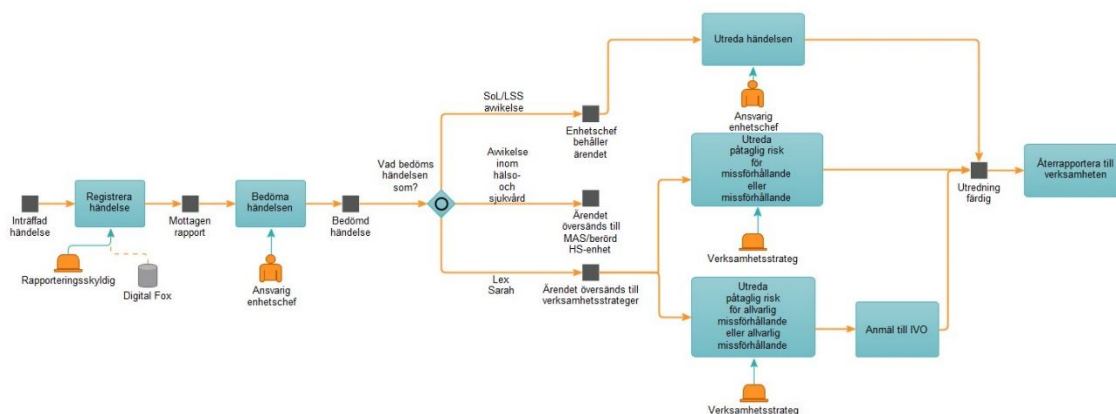 Inträffad
händelse
Registrera
händelse
Rapporteringsskyldig
Digital Fox
Mottagen
rapport
Bedöma
händelsen
Ansvarig
enhetschef
Bedömd
händelse
Vad bedöms
händelsen
som?
SoL/LSS
avvikelse
Enhetschef
behåller
ärendet
Avvikelse
inom
hälso-
och
sjukvård
Ärendet
översänds till
MAS/berörd
HS-enhet
Lex
Sarah
Ärendet översänds till
verksamhetsstrateger
Utreda händelsen
Ansvarig
enhetschef
Utreda
påtaglig risk
för
missförhållande
eller
missförhållande
Verksamhetsstrateg
Utreda
påtaglig risk
för allvarlig
missförhållande
eller allvarlig
missförhållande
Verksamhetsstrateg
Anmäl till IVO
Utredning
färdig
Återrapportera till
verksamheten